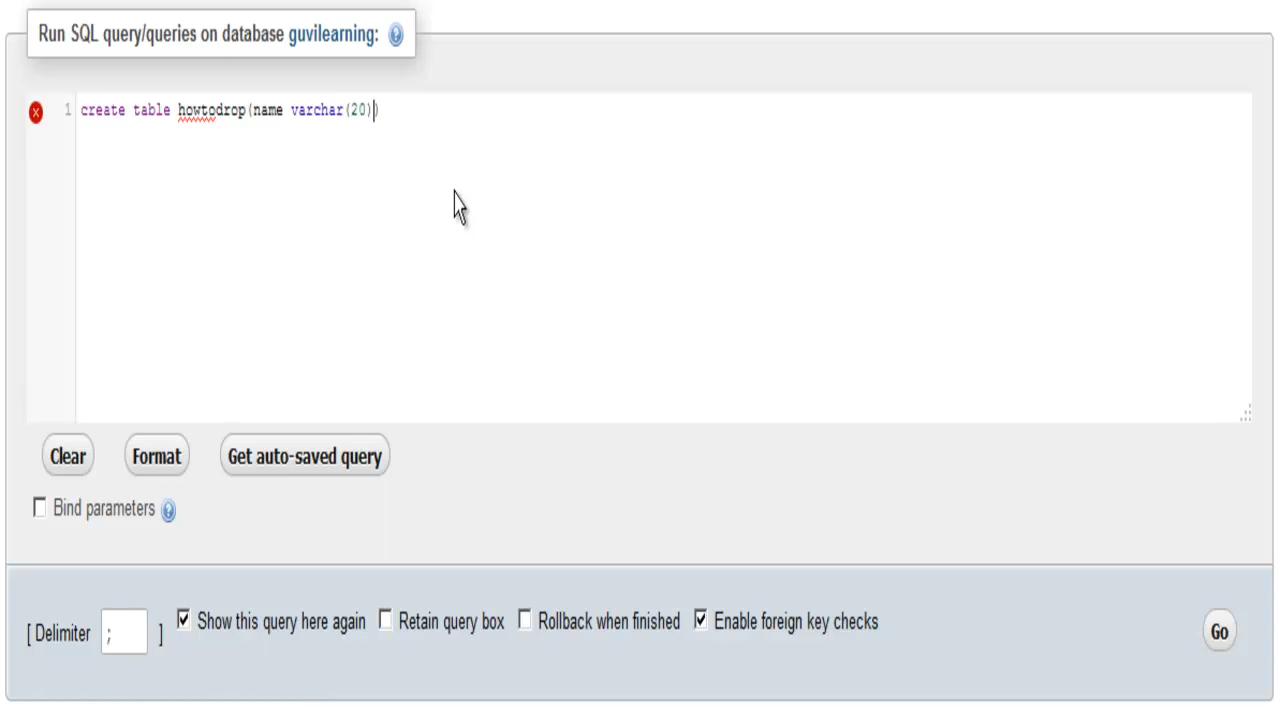 Run SQL query/queries on database guvilearning:
1 create table howtodrop(name varchar(20))
Clear Format Get auto-saved query
Bind parameters
[ Delimiter ; ] Show this query here again Retain query box Rollback when finished Enable foreign key checks Go